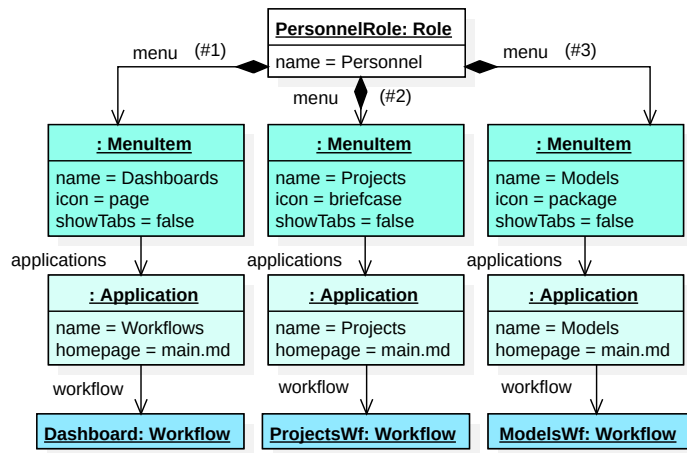 PersonnelRole: Role
name = Personnel
menu (#1)
menu (#2)
menu (#3)
: MenuItem
name = Dashboards
icon = page
showTabs = false
: MenuItem
name = Projects
icon = briefcase
showTabs = false
: MenuItem
name = Models
icon = package
showTabs = false
applications
applications
applications
: Application
name = Workflows
homepage = main.md
: Application
name = Projects
homepage = main.md
: Application
name = Models
homepage = main.md
workflow
workflow
workflow
Dashboard: Workflow
ProjectsWf: Workflow
ModelsWf: Workflow